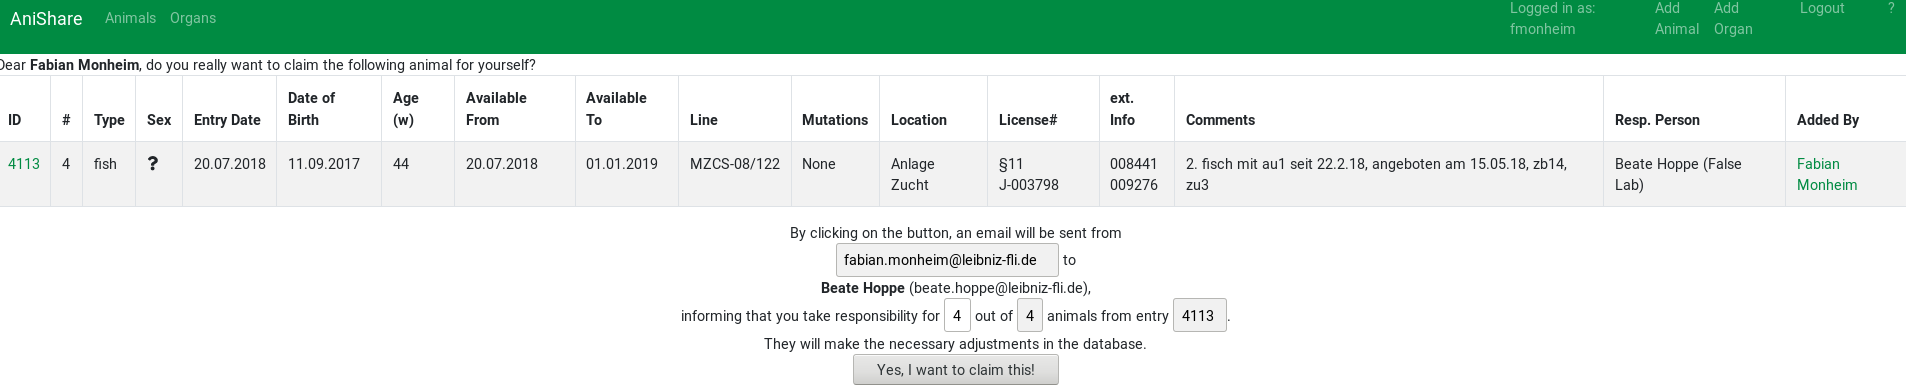 AniShare Animals Organs Logged in as: Add Add Logout ?
fmonheim Animal Organ
Dear Fabian Monheim, do you really want to claim the following animal for yourself?
Date of Age Available Available ext.
ID # Type Sex Entry Date Birth (w) From To Line Mutations Location License# Info Comments Resp. Person Added By
4113 4 fish ? 20.07.2018 11.09.2017 44 20.07.2018 01.01.2019 MZCS-08/122 None Anlage §11 008441 2. fisch mit au1 seit 22.2.18, angeboten am 15.05.18, zb14, Beate Hoppe (False Fabian
Zucht J-003798 009276 zu3 Lab) Monheim
By clicking on the button, an email will be sent from
fabian.monheim@leibniz-fli.de to
Beate Hoppe (beate.hoppe@leibniz-fli.de),
informing that you take responsibility for 4 out of 4 animals from entry 4113 .
They will make the necessary adjustments in the database.
Yes, I want to claim this!